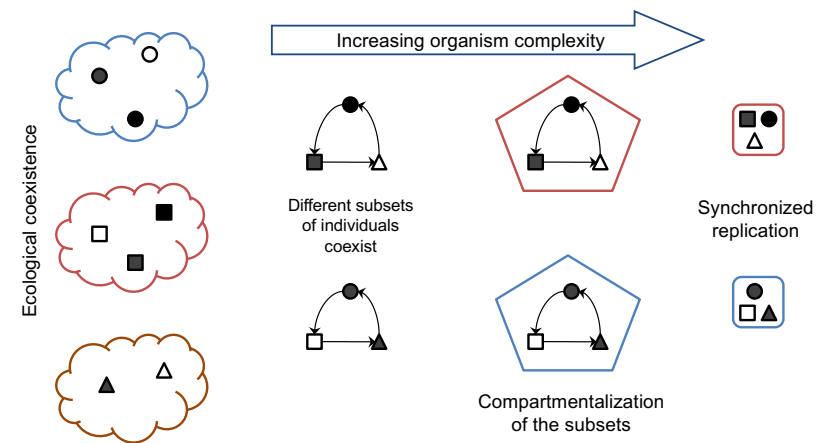 Increasing organism complexity
Ecological coexistence
Different subsets
of individuals
coexist
Synchronized
replication
Compartmentalization
of the subsets